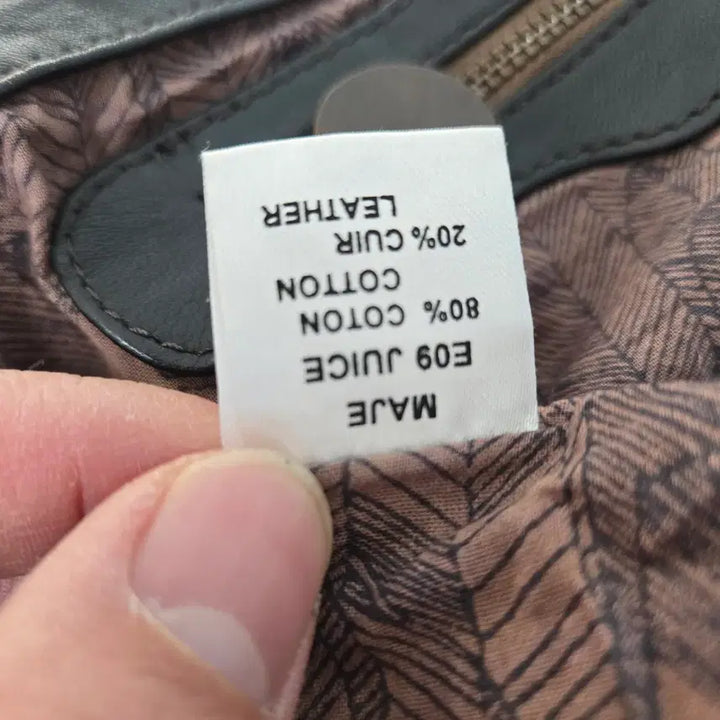 MAJE
E09 JUICE
80% COTON
COTTON
20% CUIR
LEATHER